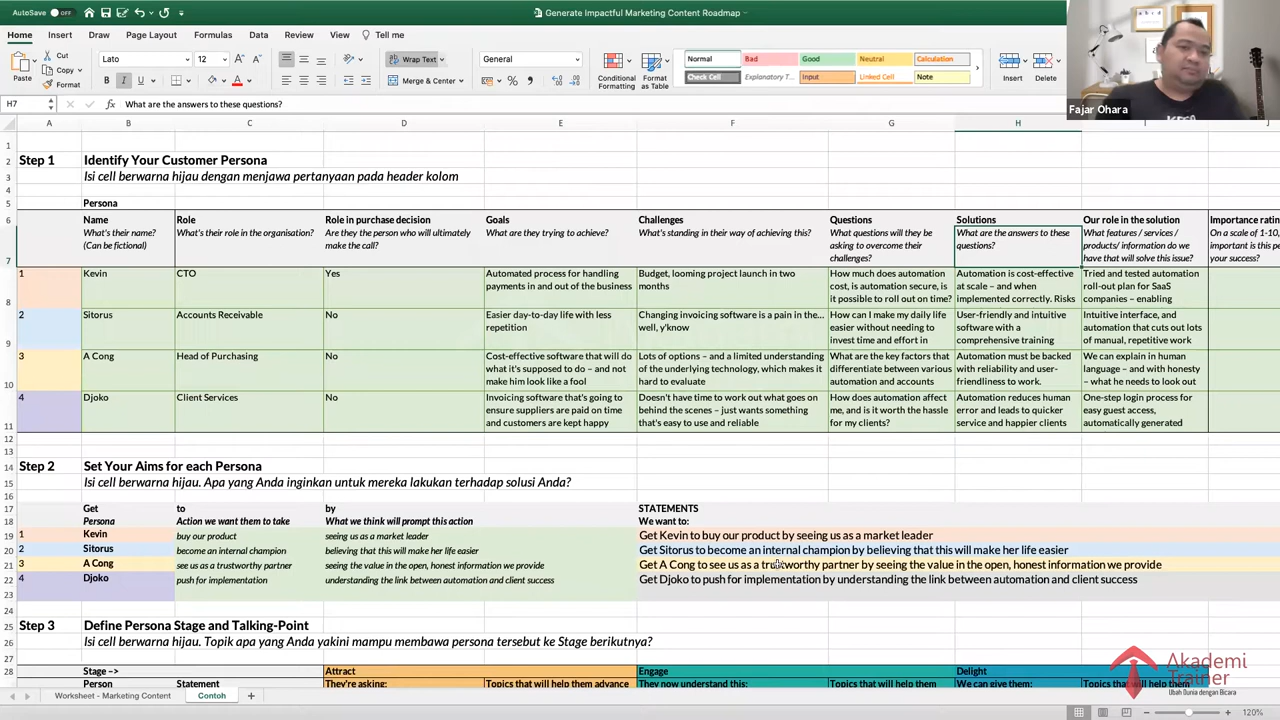 AutoSave OFF
Generate Impactful Marketing Content Roadmap
Home Insert Draw Page Layout Formulas Data Review View Tell me
Paste
Cut
Copy
Format
Lato 12
Wrap Text
Merge & Center
General
Conditional Formatting
Format as Table
Normal Bad Good Neutral Calculation
Check Cell Explanatory T... Input Linked Cell Note
Insert Delete
Fajar Ohara
H7 fx What are the answers to these questions?
A B C D E F G H I J
Step 1 Identify Your Customer Persona
Isi cell berwarna hijau dengan menjawa pertanyaan pada header kolom
Persona
Name Role Role in purchase decision Goals Challenges Questions Solutions Our role in the solution Importance ratin
What's their name? (Can be fictional)
What's their role in the organisation?
Are they the person who will ultimately make the call?
What are they trying to achieve?
What's standing in their way of achieving this?
What questions will they be asking to overcome their challenges?
What are the answers to these questions?
What features / services / products/ information do we have that will solve this issue?
On a scale of 1-10, important is this pe your success?
1 Kevin CTO Yes
Automated process for handling payments in and out of the business
Budget, looming project launch in two months
How much does automation cost, is automation secure, is it possible to roll out on time?
Automation is cost-effective at scale – and when implemented correctly. Risks
Tried and tested automation roll-out plan for SaaS companies – enabling
2 Sitorus Accounts Receivable No
Easier day-to-day life with less repetition
Changing invoicing software is a pain in the... well, y'know
How can I make my daily life easier without needing to invest time and effort in
User-friendly and intuitive software with a comprehensive training
Intuitive interface, and automation that cuts out lots of manual, repetitive work
3 A Cong Head of Purchasing No
Cost-effective software that will do what it's supposed to do – and not make him look like a fool
Lots of options – and a limited understanding of the underlying technology, which makes it hard to evaluate
What are the key factors that differentiate between various automation and accounts
Automation must be backed with reliability and user-friendliness to work.
We can explain in human language – and with honesty – what he needs to look out
4 Djoko Client Services No
Invoicing software that's going to ensure suppliers are paid on time and customers are kept happy
Doesn't have time to work out what goes on behind the scenes – just wants something that's easy to use and reliable
How does automation affect me, and is it worth the hassle for my clients?
Automation reduces human error and leads to quicker service and happier clients
One-step login process for easy guest access, automatically generated
Step 2 Set Your Aims for each Persona
Isi cell berwarna hijau. Apa yang Anda inginkan untuk mereka lakukan terhadap solusi Anda?
Get to by STATEMENTS
Persona Action we want them to take What we think will prompt this action We want to:
1 Kevin buy our product seeing us as a market leader Get Kevin to buy our product by seeing us as a market leader
2 Sitorus become an internal champion believing that this will make her life easier Get Sitorus to become an internal champion by believing that this will make her life easier
3 A Cong see us as a trustworthy partner seeing the value in the open, honest information we provide Get A Cong to see us as a trustworthy partner by seeing the value in the open, honest information we provide
4 Djoko push for implementation understanding the link between automation and client success Get Djoko to push for implementation by understanding the link between automation and client success
Step 3 Define Persona Stage and Talking-Point
Isi cell berwarna hijau. Topik apa yang Anda yakini mampu membawa persona tersebut ke Stage berikutnya?
Stage –> Attract Engage Delight
Person Statement They're asking: Topics that will help them advance They now understand this: Topics that will help them We can give them: Topics that will help them
Akademi Trainer
Ubah Dunia dengan Bicara
Worksheet - Marketing Content Contoh +
120%